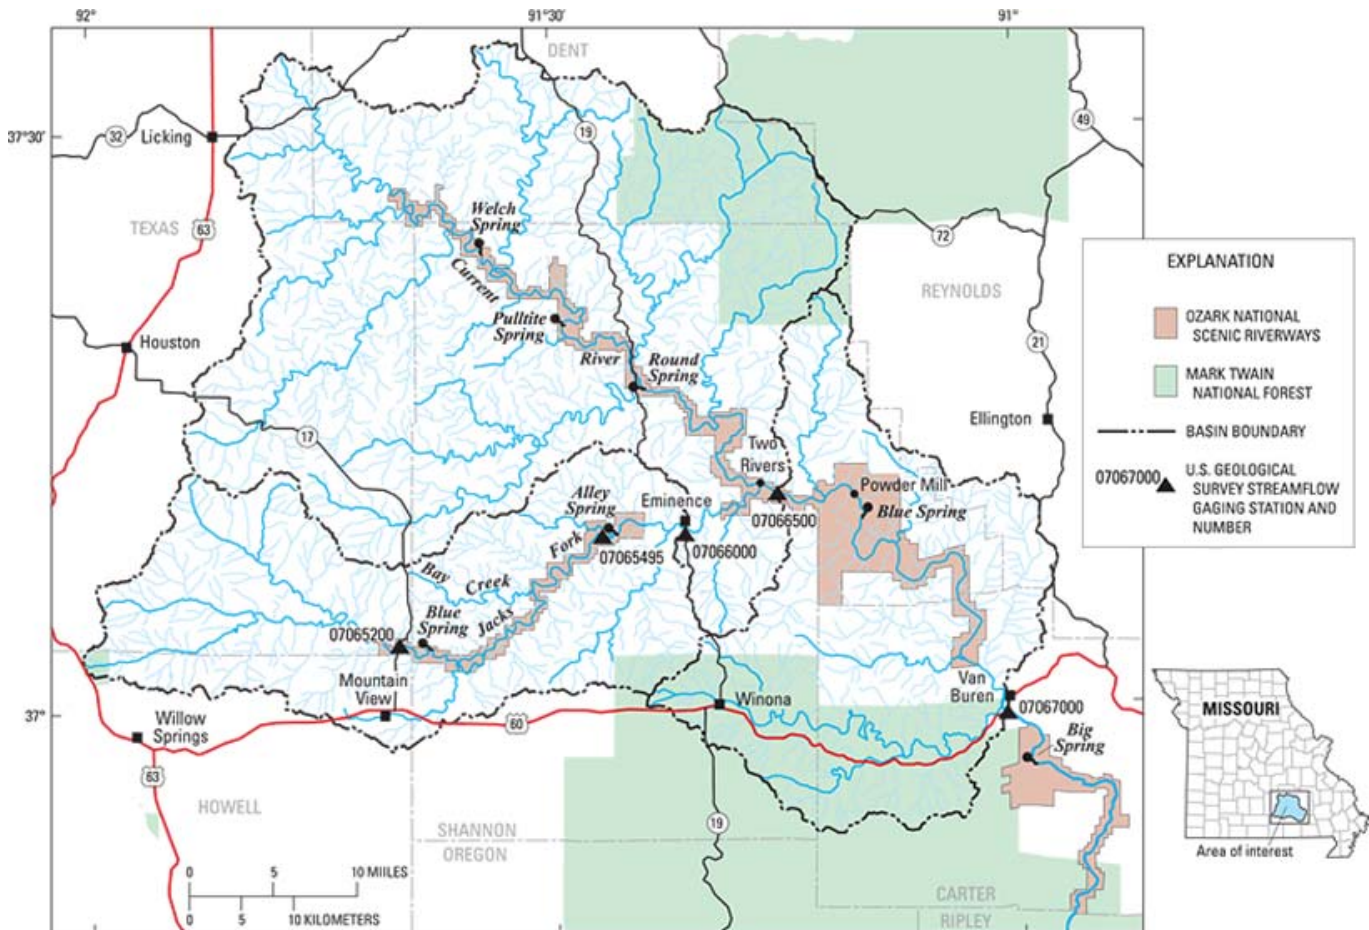 92°
91°30'
91°
DENT
37°30'
32
Licking
19
49
TEXAS
63
Welch
Spring
72
Current
REYNOLDS
Houston
Pulltite
Spring
River
Round
Spring
21
Ellington
17
Two
Rivers
Alley
Spring
Eminence
Powder Mill
Blue Spring
07066500
07065495
07066000
Fork
Bay
Creek
Jacks
Blue
Spring
07065200
Mountain
View
Van
Buren
07067000
Winona
37°
Willow
Springs
60
63
Big
Spring
HOWELL
SHANNON
OREGON
19
CARTER
RIPLEY
0 5 10 MIILES
0 5 10 KILOMETERS
EXPLANATION
OZARK NATIONAL
SCENIC RIVERWAYS
MARK TWAIN
NATIONAL FOREST
BASIN BOUNDARY
07067000
U.S. GEOLOGICAL
SURVEY STREAMFLOW
GAGING STATION AND
NUMBER
MISSOURI
Area of interest